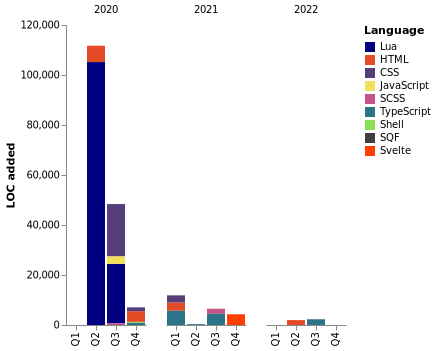 2020 2021 2022
LOC added
120,000
100,000
80,000
60,000
40,000
20,000
0
Q1 Q2 Q3 Q4 Q1 Q2 Q3 Q4 Q1 Q2 Q3 Q4
Language
Lua
HTML
CSS
JavaScript
SCSS
TypeScript
Shell
SQF
Svelte